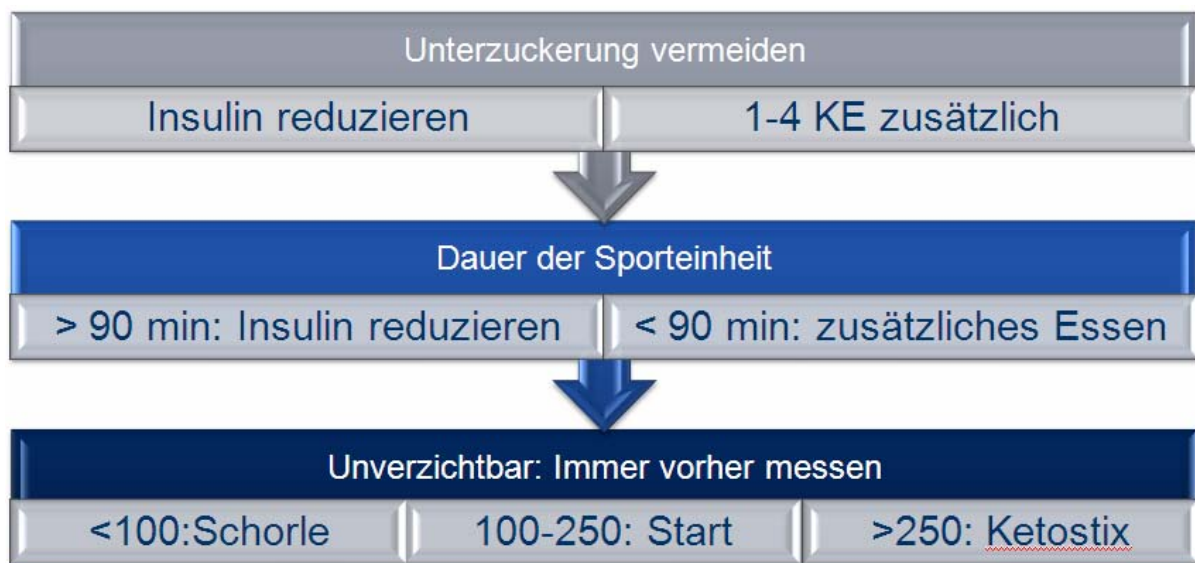 Unterzuckerung vermeiden
Insulin reduzieren
1-4 KE zusätzlich
Dauer der Sporteinheit
> 90 min: Insulin reduzieren
< 90 min: zusätzliches Essen
Unverzichtbar: Immer vorher messen
<100:Schorle
100-250: Start
>250: Ketostix